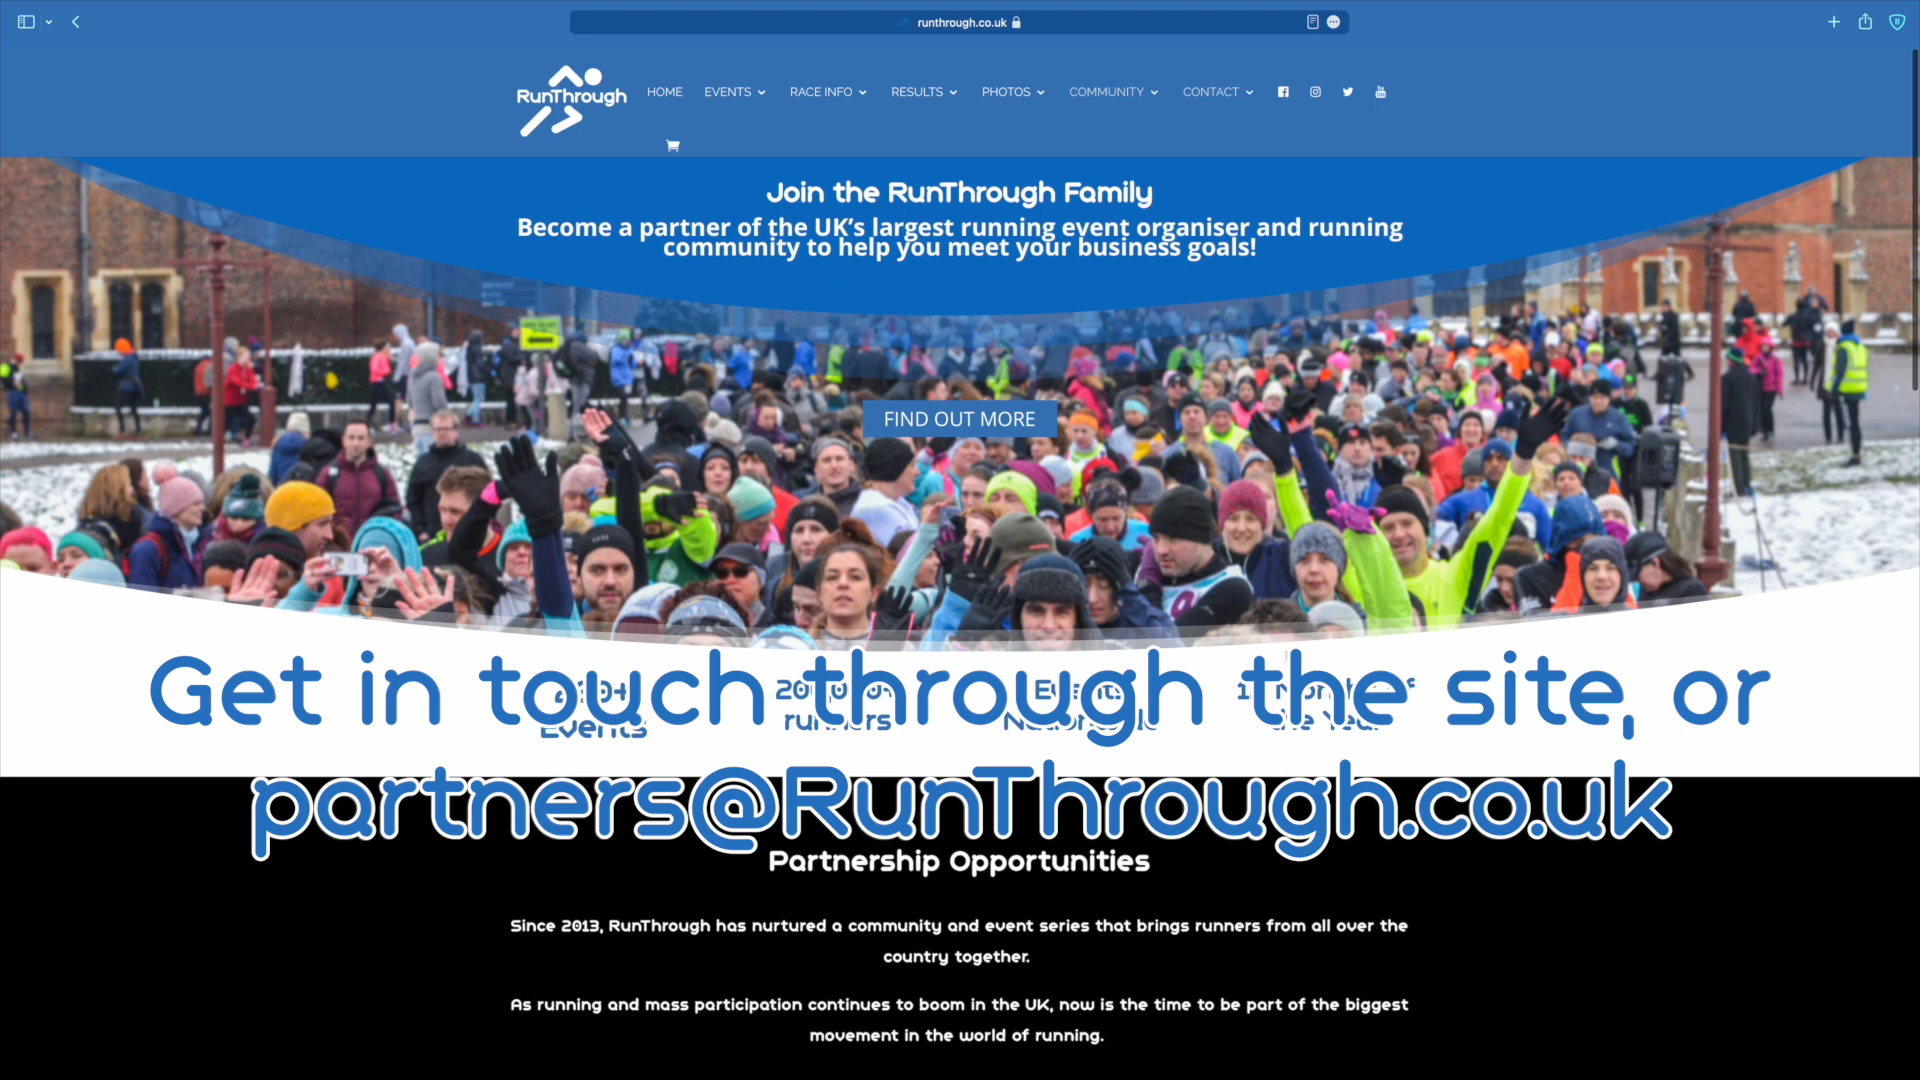 runthrough.co.uk
RunThrough
HOME EVENTS RACE INFO RESULTS PHOTOS COMMUNITY CONTACT
Join the RunThrough Family
Become a partner of the UK’s largest running event organiser and running
community to help you meet your business goals!
FIND OUT MORE
Get in touch through the site, or
Events runners
partners@RunThrough.co.uk
Partnership Opportunities
Since 2013, RunThrough has nurtured a community and event series that brings runners from all over the
country together.
As running and mass participation continues to boom in the UK, now is the time to be part of the biggest
movement in the world of running.